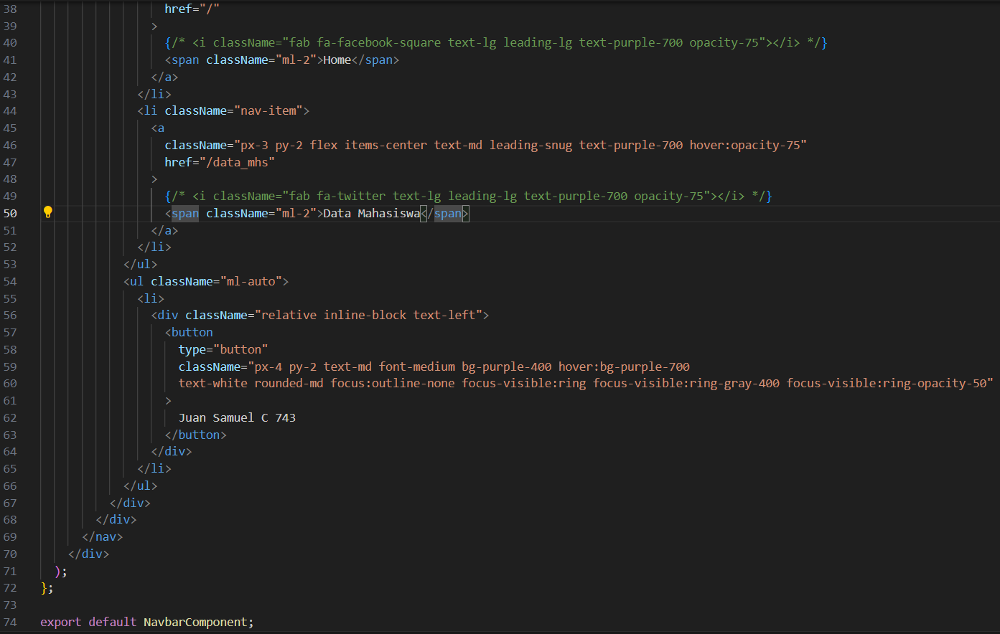 38 href="/"
39 >
40 {/* <i className="fab fa-facebook-square text-lg leading-lg text-purple-700 opacity-75"></i> */}
41 <span className="ml-2">Home</span>
42 </a>
43 </li>
44 <li className="nav-item">
45 <a
46 className="px-3 py-2 flex items-center text-md leading-snug text-purple-700 hover:opacity-75"
47 href="/data_mhs"
48 >
49 {/* <i className="fab fa-twitter text-lg leading-lg text-purple-700 opacity-75"></i> */}
50 <span className="ml-2">Data Mahasiswa</span>
51 </a>
52 </li>
53 </ul>
54 <ul className="ml-auto">
55 <li>
56 <div className="relative inline-block text-left">
57 <button
58 type="button"
59 className="px-4 py-2 text-md font-medium bg-purple-400 hover:bg-purple-700
60 text-white rounded-md focus:outline-none focus-visible:ring focus-visible:ring-gray-400 focus-visible:ring-opacity-50"
61 >
62 Juan Samuel C 743
63 </button>
64 </div>
65 </li>
66 </ul>
67 </div>
68 </div>
69 </nav>
70 </div>
71 );
72 };
73
74 export default NavbarComponent;